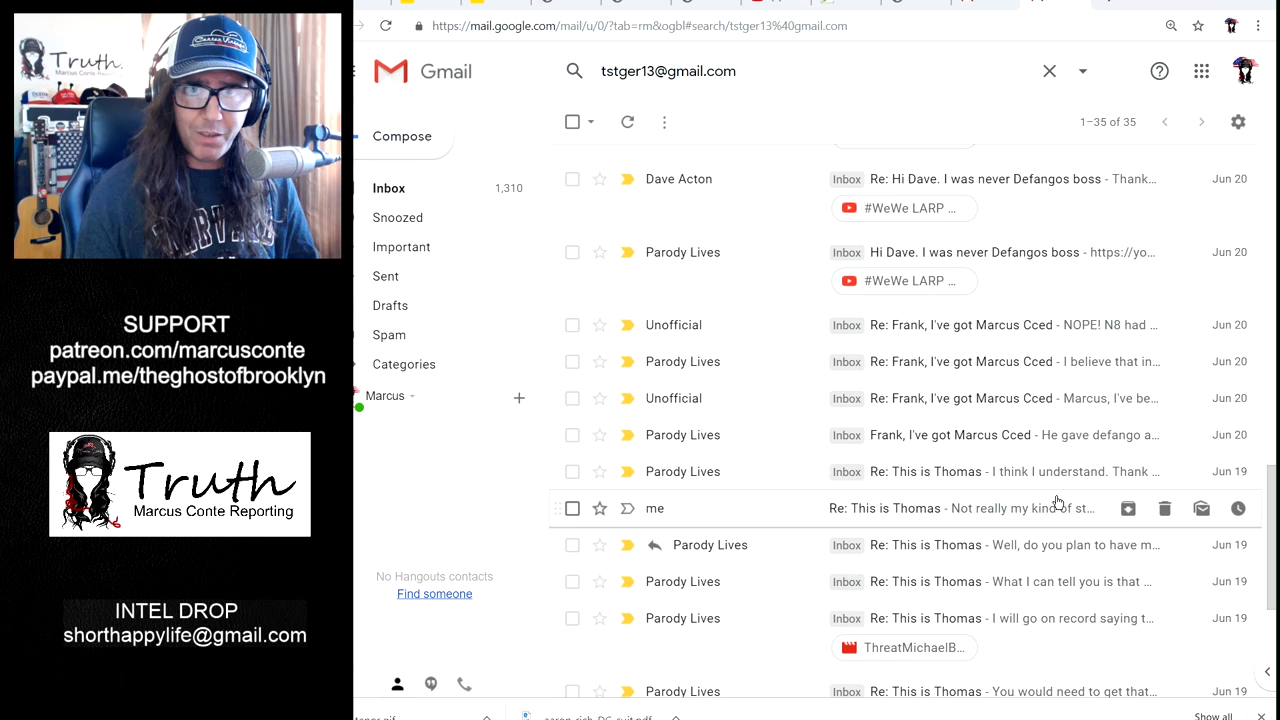 https://mail.google.com/mail/u/0/?tab=rm&ogbl#search/tstger13%40gmail.com
Truth.
Marcus Conte Reporting
Gmail
tstger13@gmail.com
Compose
1–35 of 35
Inbox 1,310
Snoozed
Important
Sent
Drafts
Spam
Categories
Marcus
No Hangouts contacts
Find someone
Dave Acton Inbox Re: Hi Dave. I was never Defangos boss - Thank... Jun 20
#WeWe LARP ...
Parody Lives Inbox Hi Dave. I was never Defangos boss - https://yo... Jun 20
#WeWe LARP ...
Unofficial Inbox Re: Frank, I've got Marcus Cced - NOPE! N8 had ... Jun 20
Parody Lives Inbox Re: Frank, I've got Marcus Cced - I believe that in... Jun 20
Unofficial Inbox Re: Frank, I've got Marcus Cced - Marcus, I've be... Jun 20
Parody Lives Inbox Frank, I've got Marcus Cced - He gave defango a... Jun 20
Parody Lives Inbox Re: This is Thomas - I think I understand. Thank ... Jun 19
me Re: This is Thomas - Not really my kind of st...
Parody Lives Inbox Re: This is Thomas - Well, do you plan to have m... Jun 19
Parody Lives Inbox Re: This is Thomas - What I can tell you is that ... Jun 19
Parody Lives Inbox Re: This is Thomas - I will go on record saying t... Jun 19
ThreatMichaelB...
Parody Lives Inbox Re: This is Thomas - You would need to get that... Jun 19
Show all
SUPPORT
patreon.com/marcusconte
paypal.me/theghostofbrooklyn
Truth
Marcus Conte Reporting
INTEL DROP
shorthappylife@gmail.com